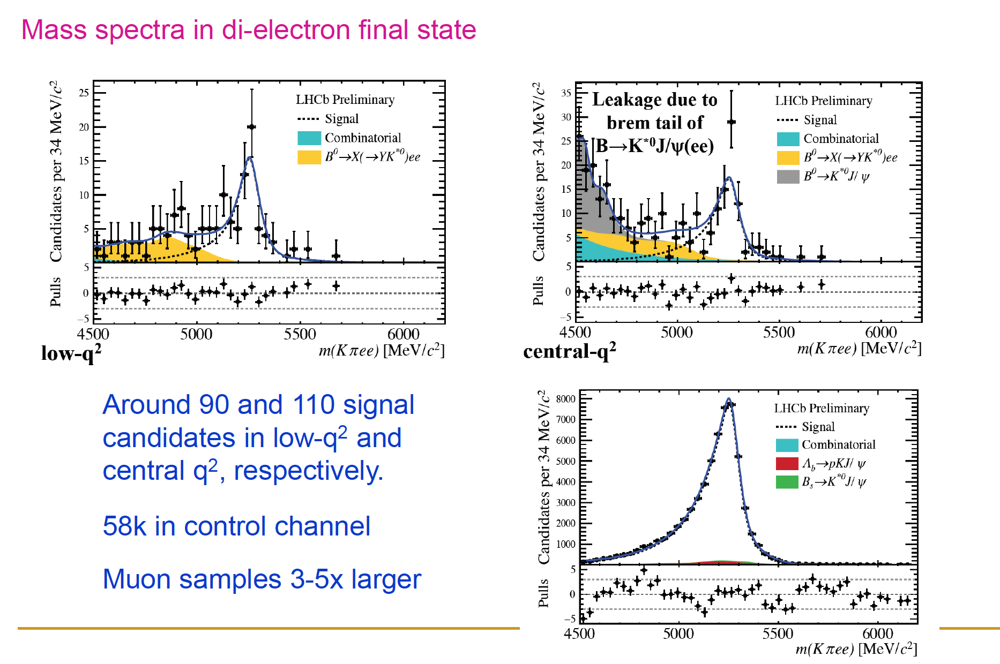 Mass spectra in di-electron final state
Candidates per 34 MeV/c²
25
20
15
10
5
LHCb Preliminary
Signal
Combinatorial
B⁰→X(→YK*⁰)ee
Pulls
5
0
−5
4500 5000 5500 6000
m(Kπee) [MeV/c²]
low-q²
Candidates per 34 MeV/c²
35
30
25
20
15
10
5
Leakage due to
brem tail of
B→K*⁰J/ψ(ee)
LHCb Preliminary
Signal
Combinatorial
B⁰→X(→YK*⁰)ee
B⁰→K*⁰J/ψ
Pulls
5
0
−5
4500 5000 5500 6000
m(Kπee) [MeV/c²]
central-q²
Around 90 and 110 signal
candidates in low-q² and
central q², respectively.
58k in control channel
Muon samples 3-5x larger
Candidates per 34 MeV/c²
8000
7000
6000
5000
4000
3000
2000
1000
LHCb Preliminary
Signal
Combinatorial
Λb→pKJ/ψ
Bs→K*⁰J/ψ
Pulls
5
0
−5
4500 5000 5500 6000
m(Kπee) [MeV/c²]